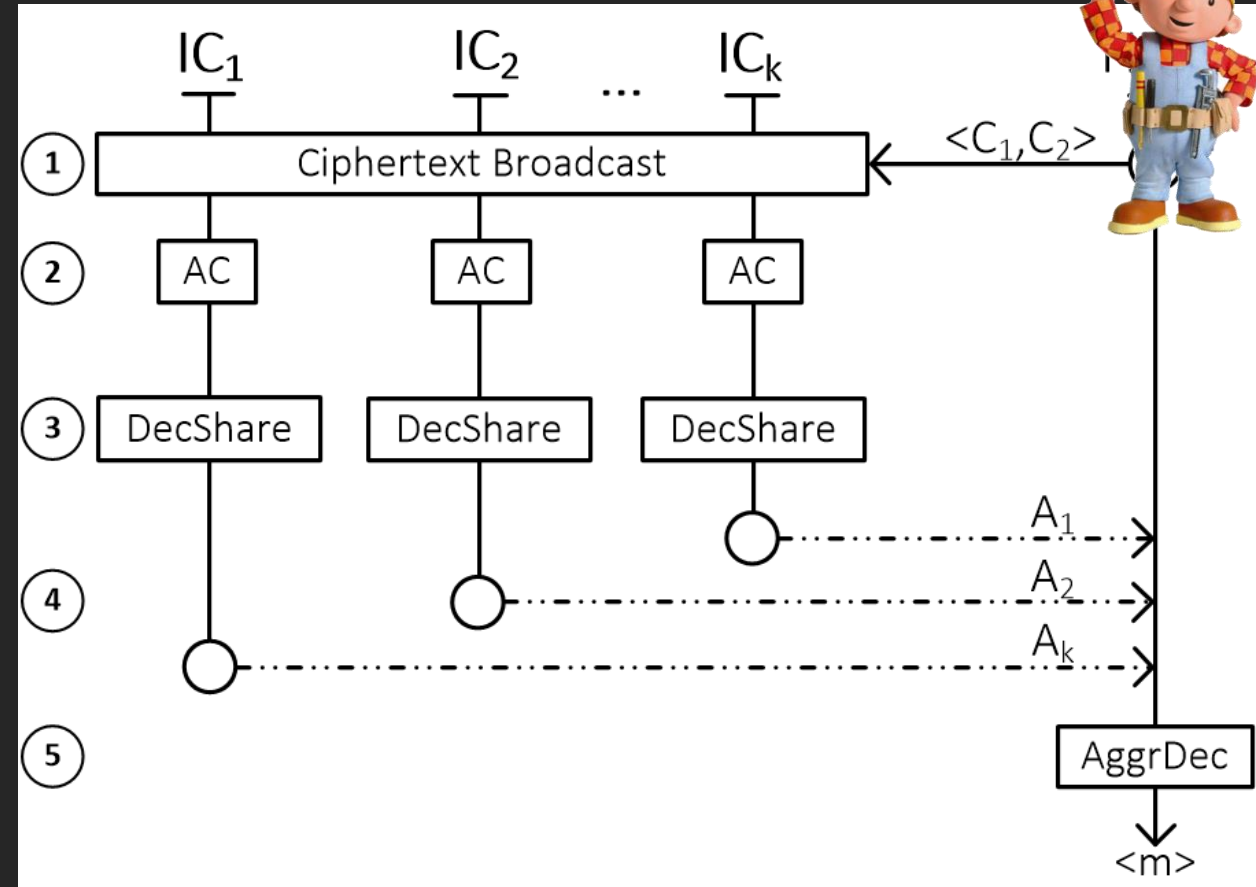 IC₁ IC₂ ... ICₖ
1 Ciphertext Broadcast <C₁,C₂>
2 AC AC AC
3 DecShare DecShare DecShare
A₁
4 A₂
Aₖ
5 AggrDec
<m>